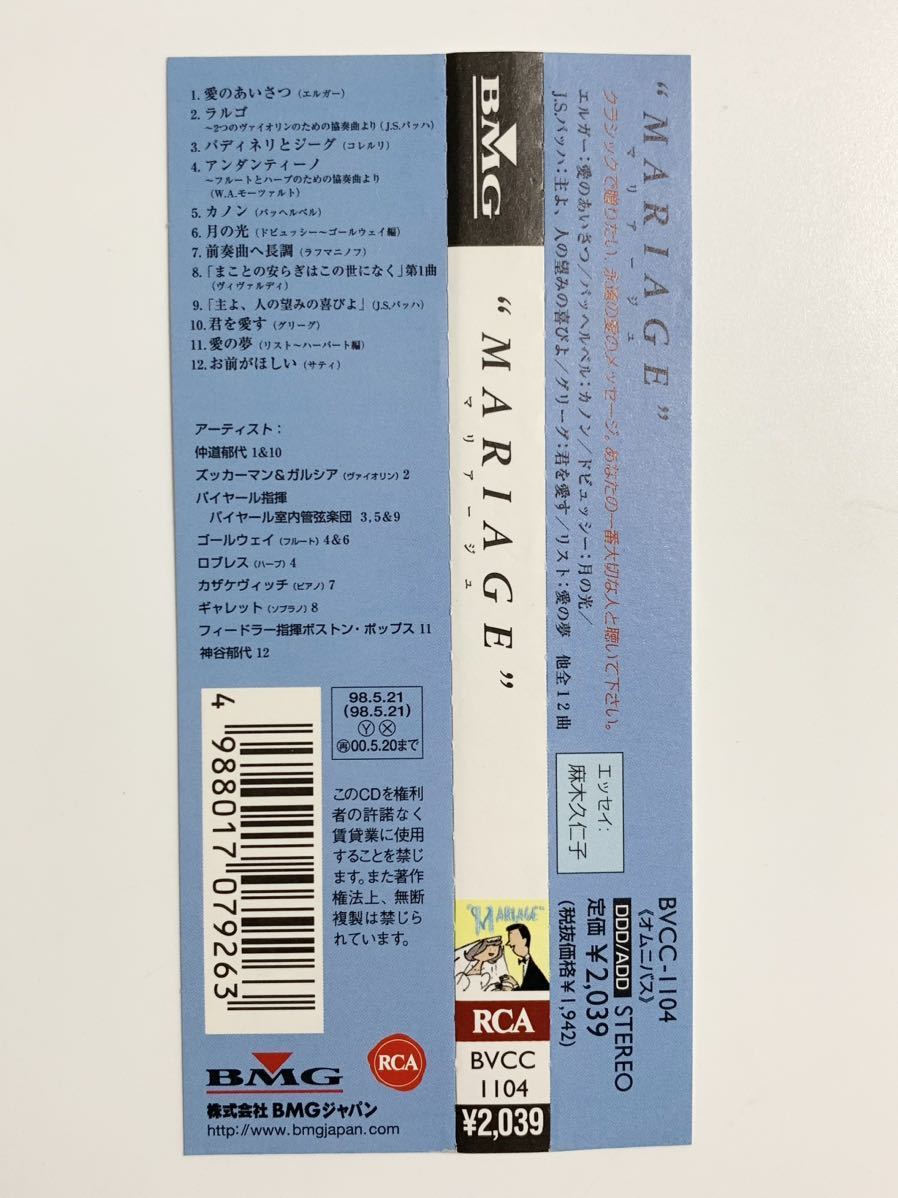 1. 愛のあいさつ（エルガー）
2. ラルゴ
〜2つのヴァイオリンのための協奏曲より（J.S.バッハ）
3. バディネリとジーグ（コレルリ）
4. アンダンティーノ
〜フルートとハープのための協奏曲より
（W.A.モーツァルト）
5. カノン（パッヘルベル）
6. 月の光（ドビュッシー〜ゴールウェイ編）
7. 前奏曲ヘ長調（ラフマニノフ）
8.「まことの安らぎはこの世になく」第1曲
（ヴィヴァルディ）
9.「主よ、人の望みの喜びよ」（J.S.バッハ）
10. 君を愛す（グリーグ）
11. 愛の夢（リスト〜ハーバート編）
12. お前がほしい（サティ）
アーティスト：
仲道郁代 1&10
ズッカーマン&ガルシア（ヴァイオリン）2
パイヤール指揮
パイヤール室内管弦楽団 3,5&9
ゴールウェイ（フルート）4&6
ロブレス（ハープ）4
カザケヴィッチ（ピアノ）7
ギャレット（ソプラノ）8
フィードラー指揮ボストン・ポップス 11
神谷郁代 12
4 988017 079263
98.5.21
(98.5.21)
Ⓨ Ⓧ
㊢00.5.20まで
このCDを権利
者の許諾なく
賃貸業に使用
することを禁じ
ます。また著作
権法上、無断
複製は禁じら
れています。
BMG
RCA
株式会社 BMGジャパン
http://www.bmgjapan.com
BMG
“MARIAGE”
マリアージュ
"MARIAGE"
RCA
BVCC
1104
¥2,039
“MARIAGE”
マリアージュ
クラシックで贈りたい、永遠の愛のメッセージ。あなたの一番大切な人と聴いて下さい。
エルガー：愛のあいさつ／パッヘルベル：カノン／ドビュッシー：月の光／
J.S.バッハ：主よ、人の望みの喜びよ／グリーグ：君を愛す／リスト：愛の夢 他全12曲
エッセイ：
麻木久仁子
BVCC-1104
《オムニバス》
DDD/ADD STEREO
定価 ¥2,039
(税抜価格¥1,942)